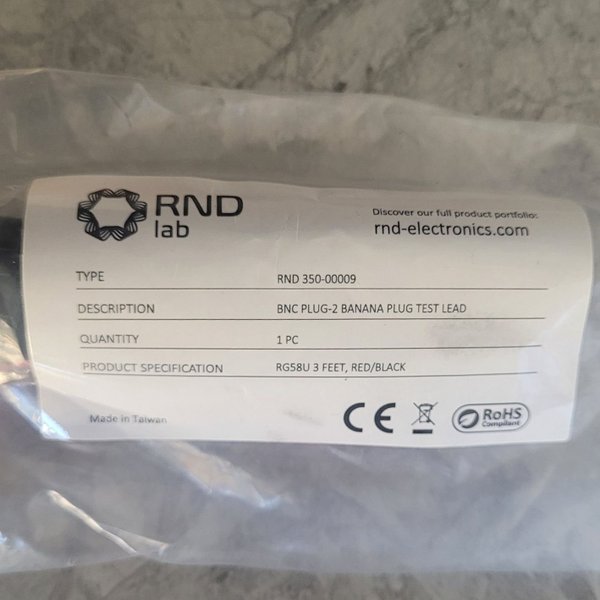 RND
lab
Discover our full product portfolio:
rnd-electronics.com
TYPE RND 350-00009
DESCRIPTION BNC PLUG-2 BANANA PLUG TEST LEAD
QUANTITY 1 PC
PRODUCT SPECIFICATION RG58U 3 FEET, RED/BLACK
Made in Taiwan
CE
RoHS
Compliant